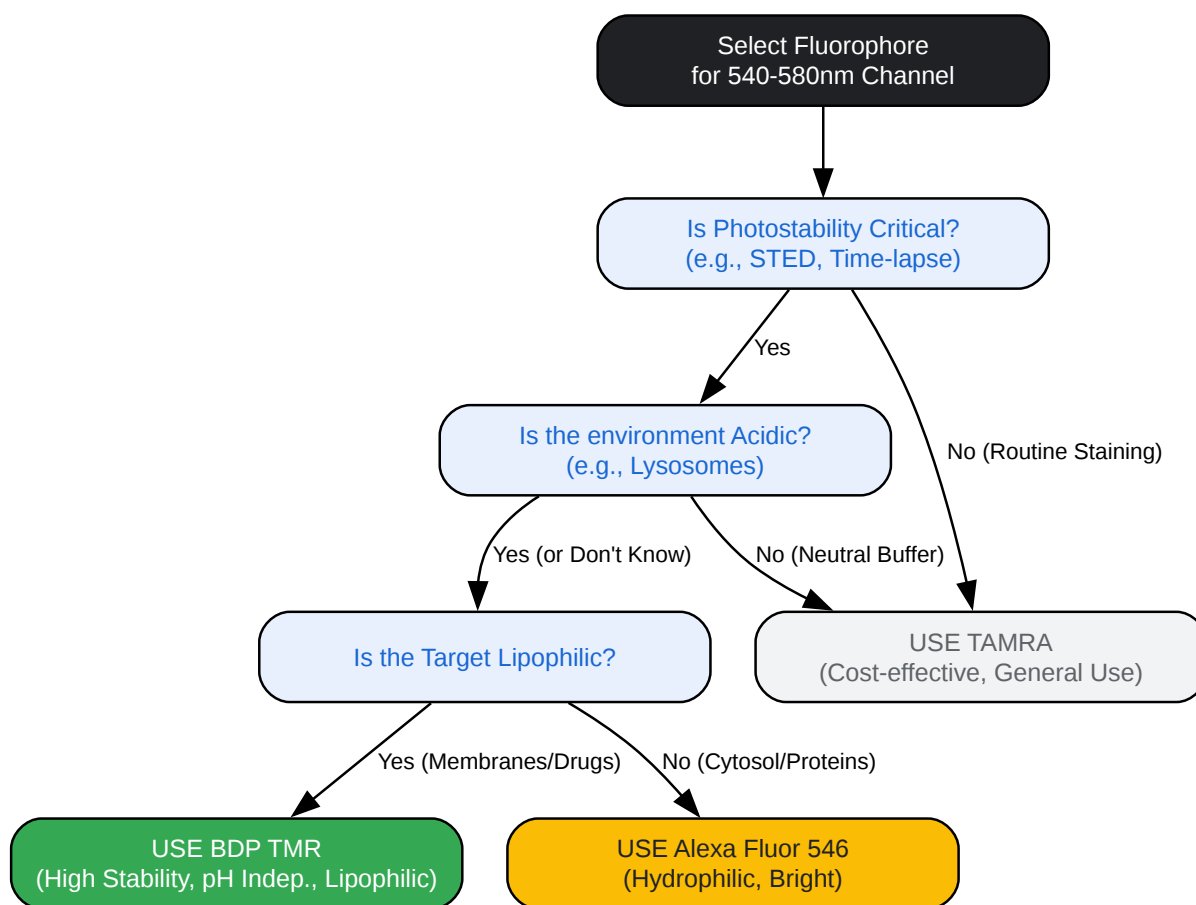 Select Fluorophore
for 540-580nm Channel
Is Photostability Critical?
(e.g., STED, Time-lapse)
Yes
Is the environment Acidic?
(e.g., Lysosomes)
No (Routine Staining)
Yes (or Don't Know)
No (Neutral Buffer)
Is the Target Lipophilic?
USE TAMRA
(Cost-effective, General Use)
Yes (Membranes/Drugs)
No (Cytosol/Proteins)
USE BDP TMR
(High Stability, pH Indep., Lipophilic)
USE Alexa Fluor 546
(Hydrophilic, Bright)